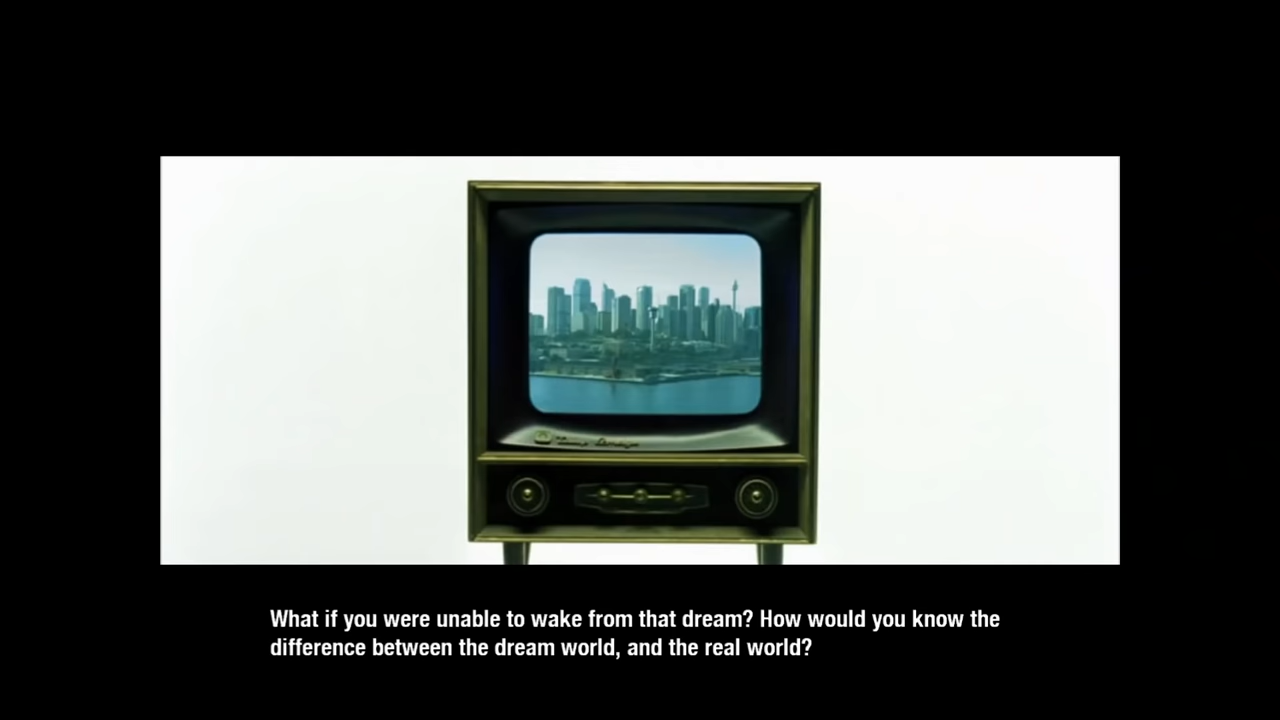 What if you were unable to wake from that dream? How would you know the
difference between the dream world, and the real world?